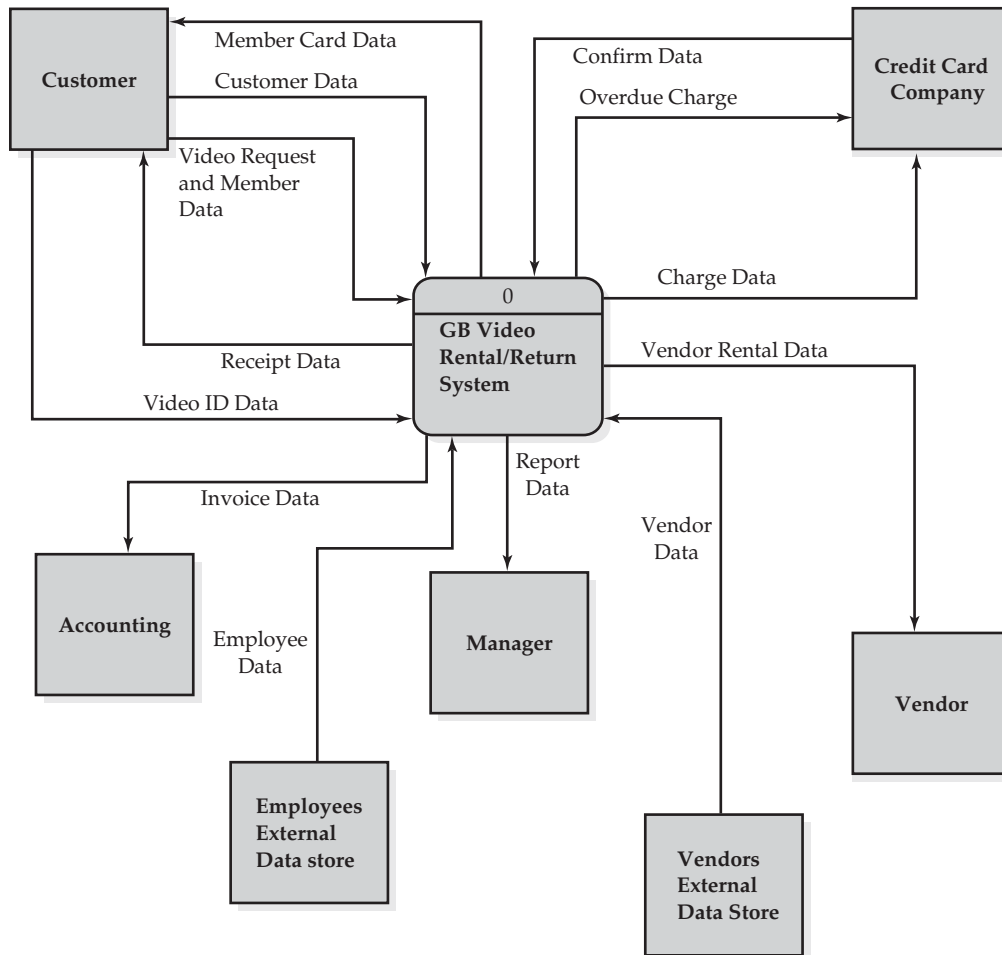 Member Card Data
Customer
Customer Data
Video Request
and Member
Data
Confirm Data
Credit Card
Company
Overdue Charge
0
GB Video
Rental/Return
System
Charge Data
Receipt Data
Vendor Rental Data
Video ID Data
Invoice Data
Report
Data
Vendor
Data
Accounting
Employee
Data
Manager
Vendor
Employees
External
Data store
Vendors
External
Data Store